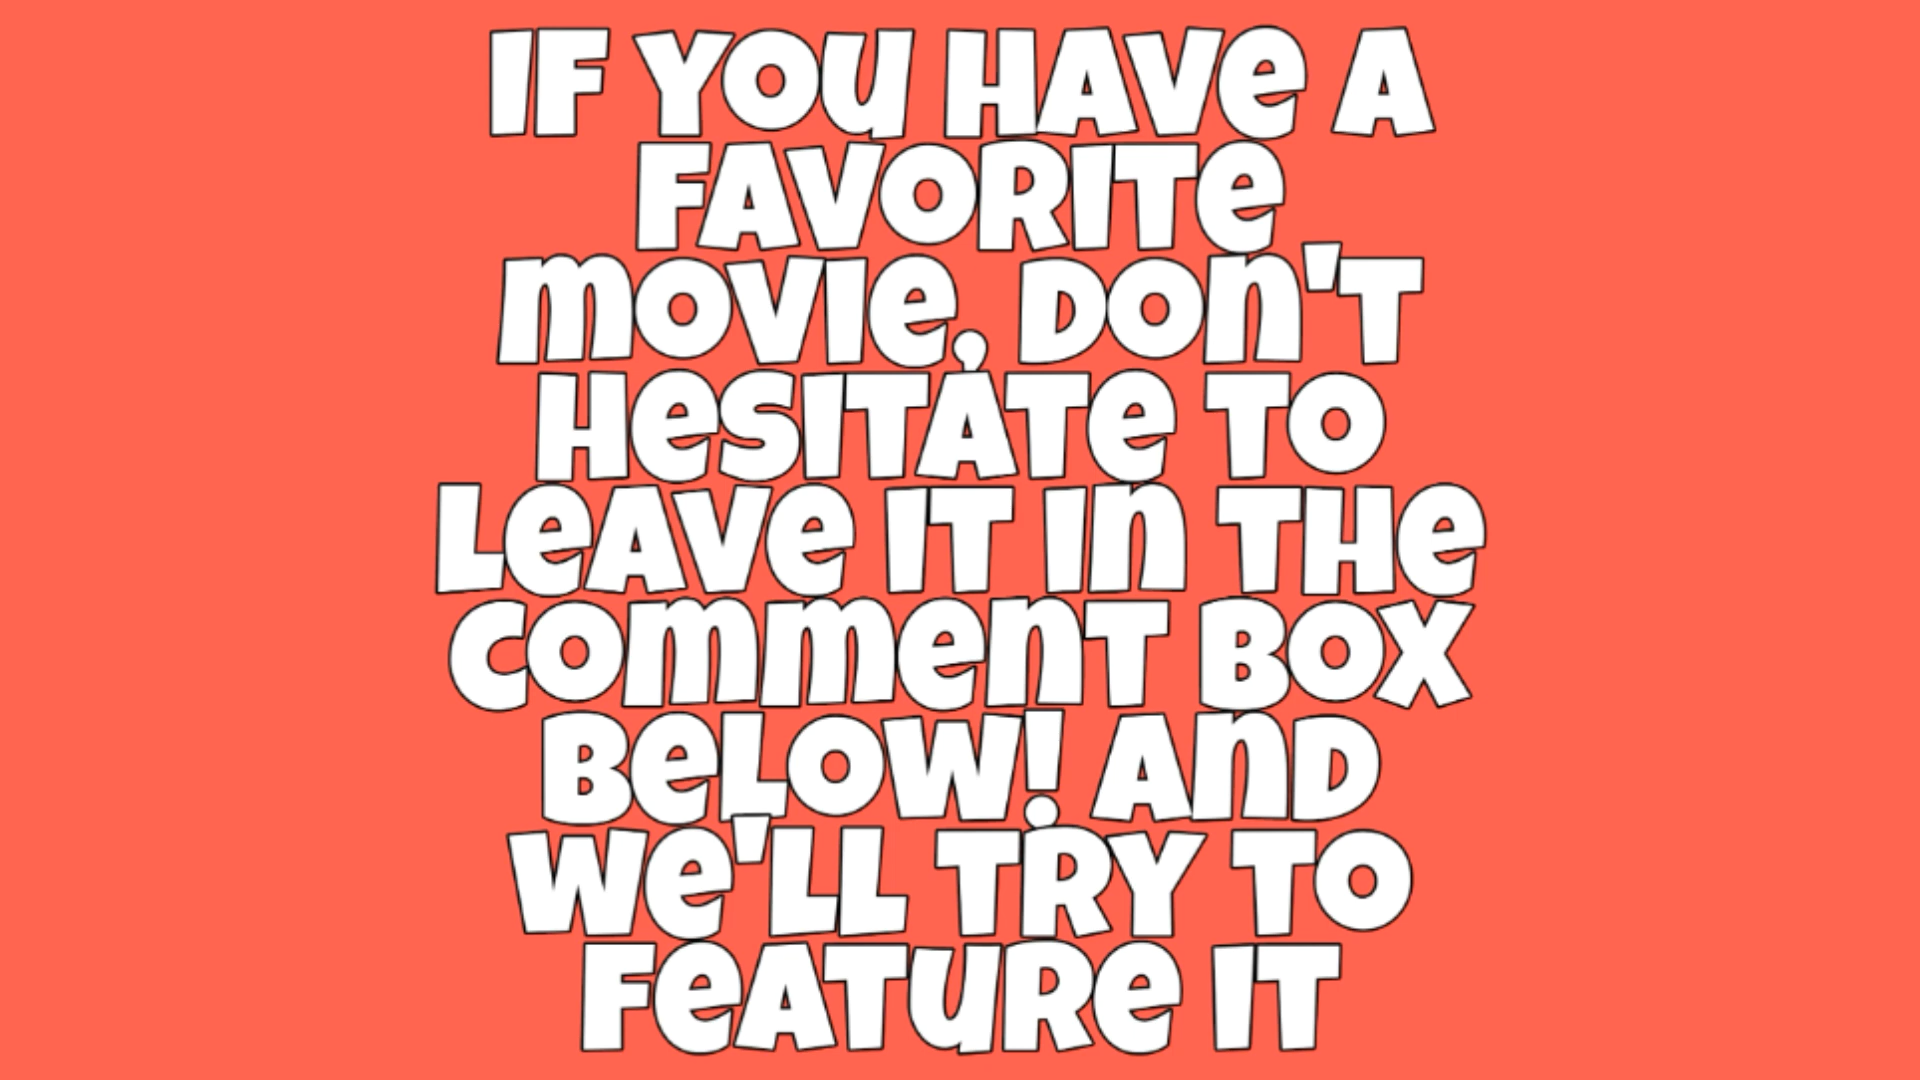 IF YOU HAVE A
FAVORITE
MOVIE, DON'T
HESITATE TO
LEAVE IT IN THE
COMMENT BOX
BELOW! AND
WE'LL TRY TO
FEATURE IT